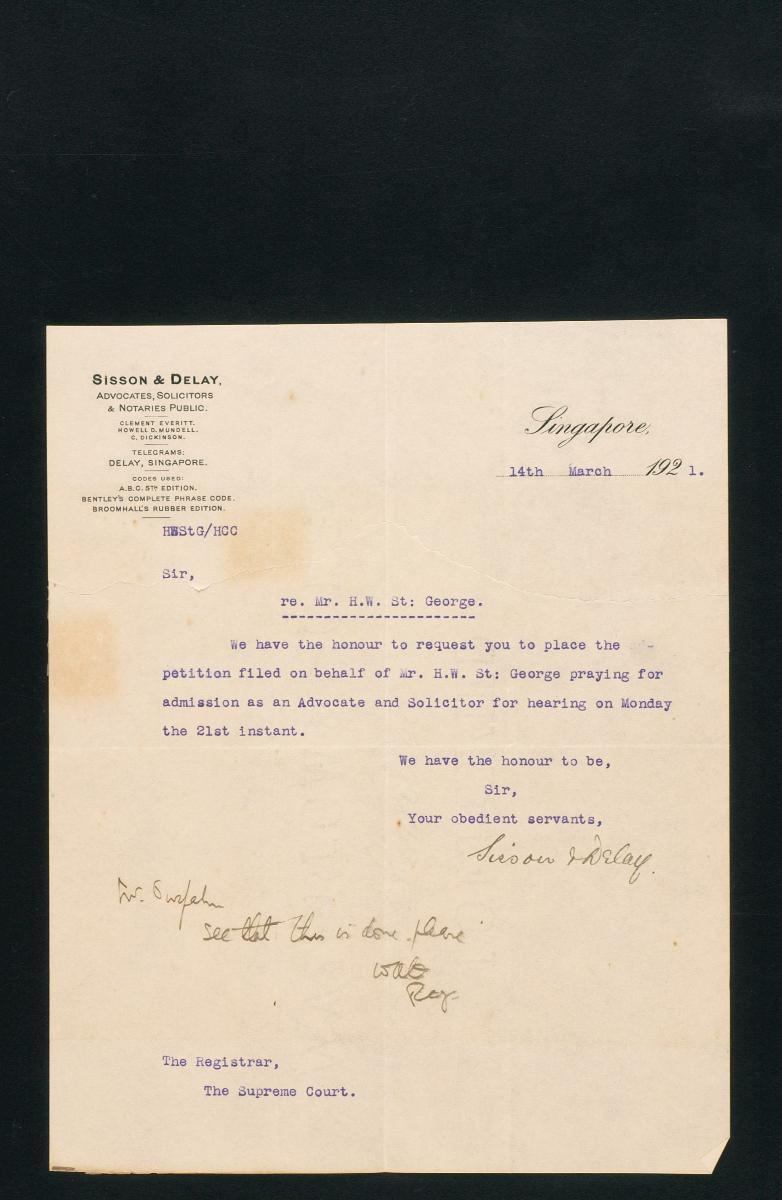 SISSON & DELAY,
ADVOCATES, SOLICITORS
& NOTARIES PUBLIC.
CLEMENT EVERITT.
HOWELL D. MUNDELL.
C. DICKINSON.
TELEGRAMS:
DELAY, SINGAPORE.
CODES USED:
A.B.C. 5TH EDITION.
BENTLEY'S COMPLETE PHRASE CODE.
BROOMHALL'S RUBBER EDITION.
Singapore,
14th March 1921.
HWStG/HCC
Sir,
re. Mr. H.W. St: George.
We have the honour to request you to place the
petition filed on behalf of Mr. H.W. St: George praying for
admission as an Advocate and Solicitor for hearing on Monday
the 21st instant.
We have the honour to be,
Sir,
Your obedient servants,
Sisson & Delay.
see that this is done please
Reg.
The Registrar,
The Supreme Court.